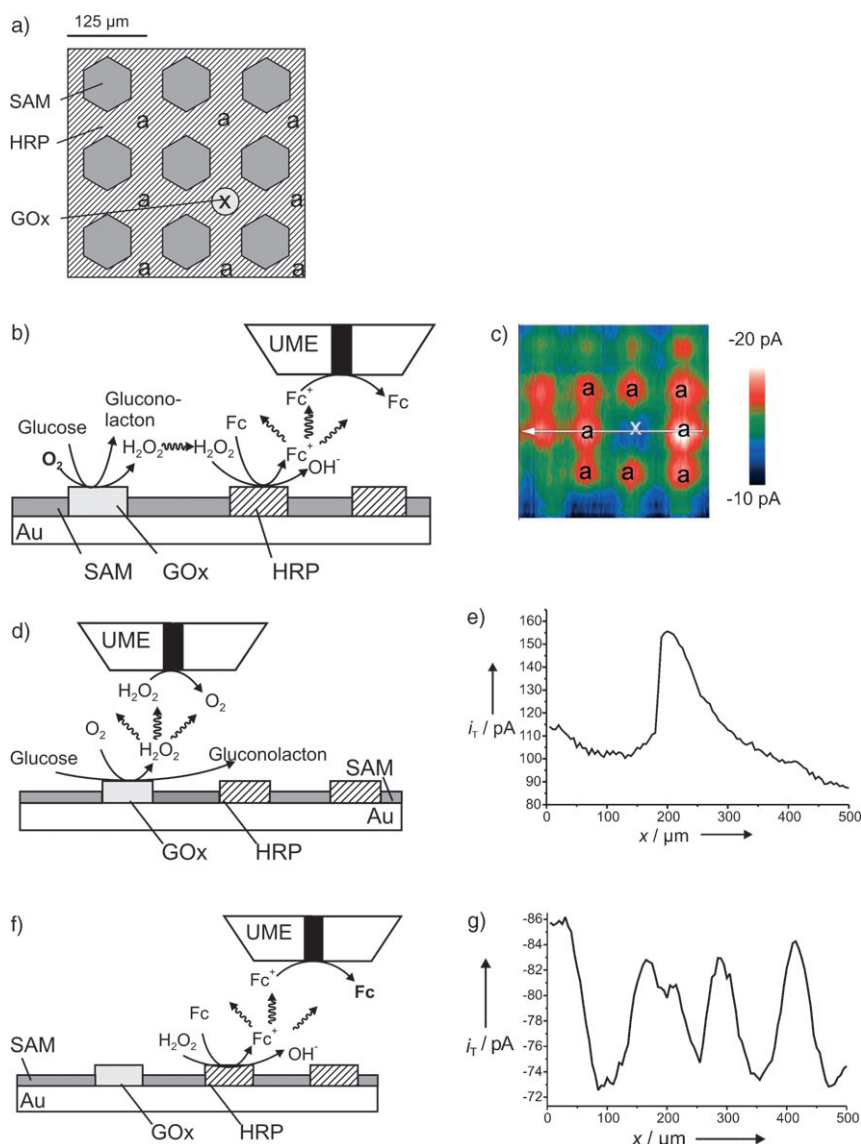 a)
125 µm
SAM
HRP
GOx
a a a
a x a
a a a
b)
UME
Fc⁺ Fc
Glucono-
lacton
Glucose
O₂
H₂O₂ H₂O₂
Fc
Fc⁺
OH⁻
Au
SAM GOx HRP
c)
-20 pA
-10 pA
a a a
a x a
a a a
d)
UME
H₂O₂ O₂
O₂
H₂O₂
Glucose
Gluconolacton
SAM
Au
GOx HRP
e)
160
150
140
130
120
110
100
90
80
iT / pA
0 100 200 300 400 500
x / µm
f)
UME
Fc⁺ Fc
Fc
Fc⁺
H₂O₂
OH⁻
SAM
Au
GOx HRP
g)
-86
-84
-82
-80
-78
-76
-74
-72
iT / pA
0 100 200 300 400 500
x / µm